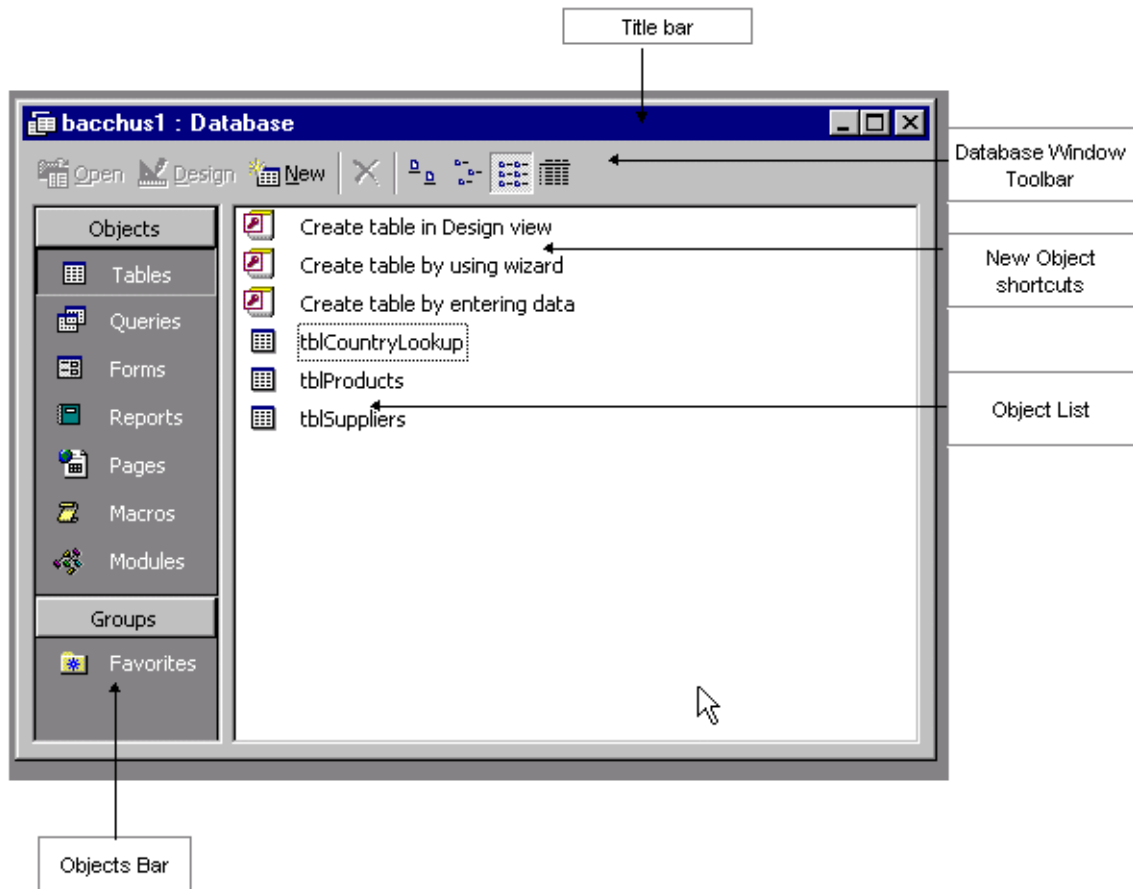 Title bar
bacchus1 : Database
Open Design New
Database Window
Toolbar
Objects
Tables
Queries
Forms
Reports
Pages
Macros
Modules
Groups
Favorites
Create table in Design view
Create table by using wizard
Create table by entering data
tblCountryLookup
tblProducts
tblSuppliers
New Object
shortcuts
Object List
Objects Bar